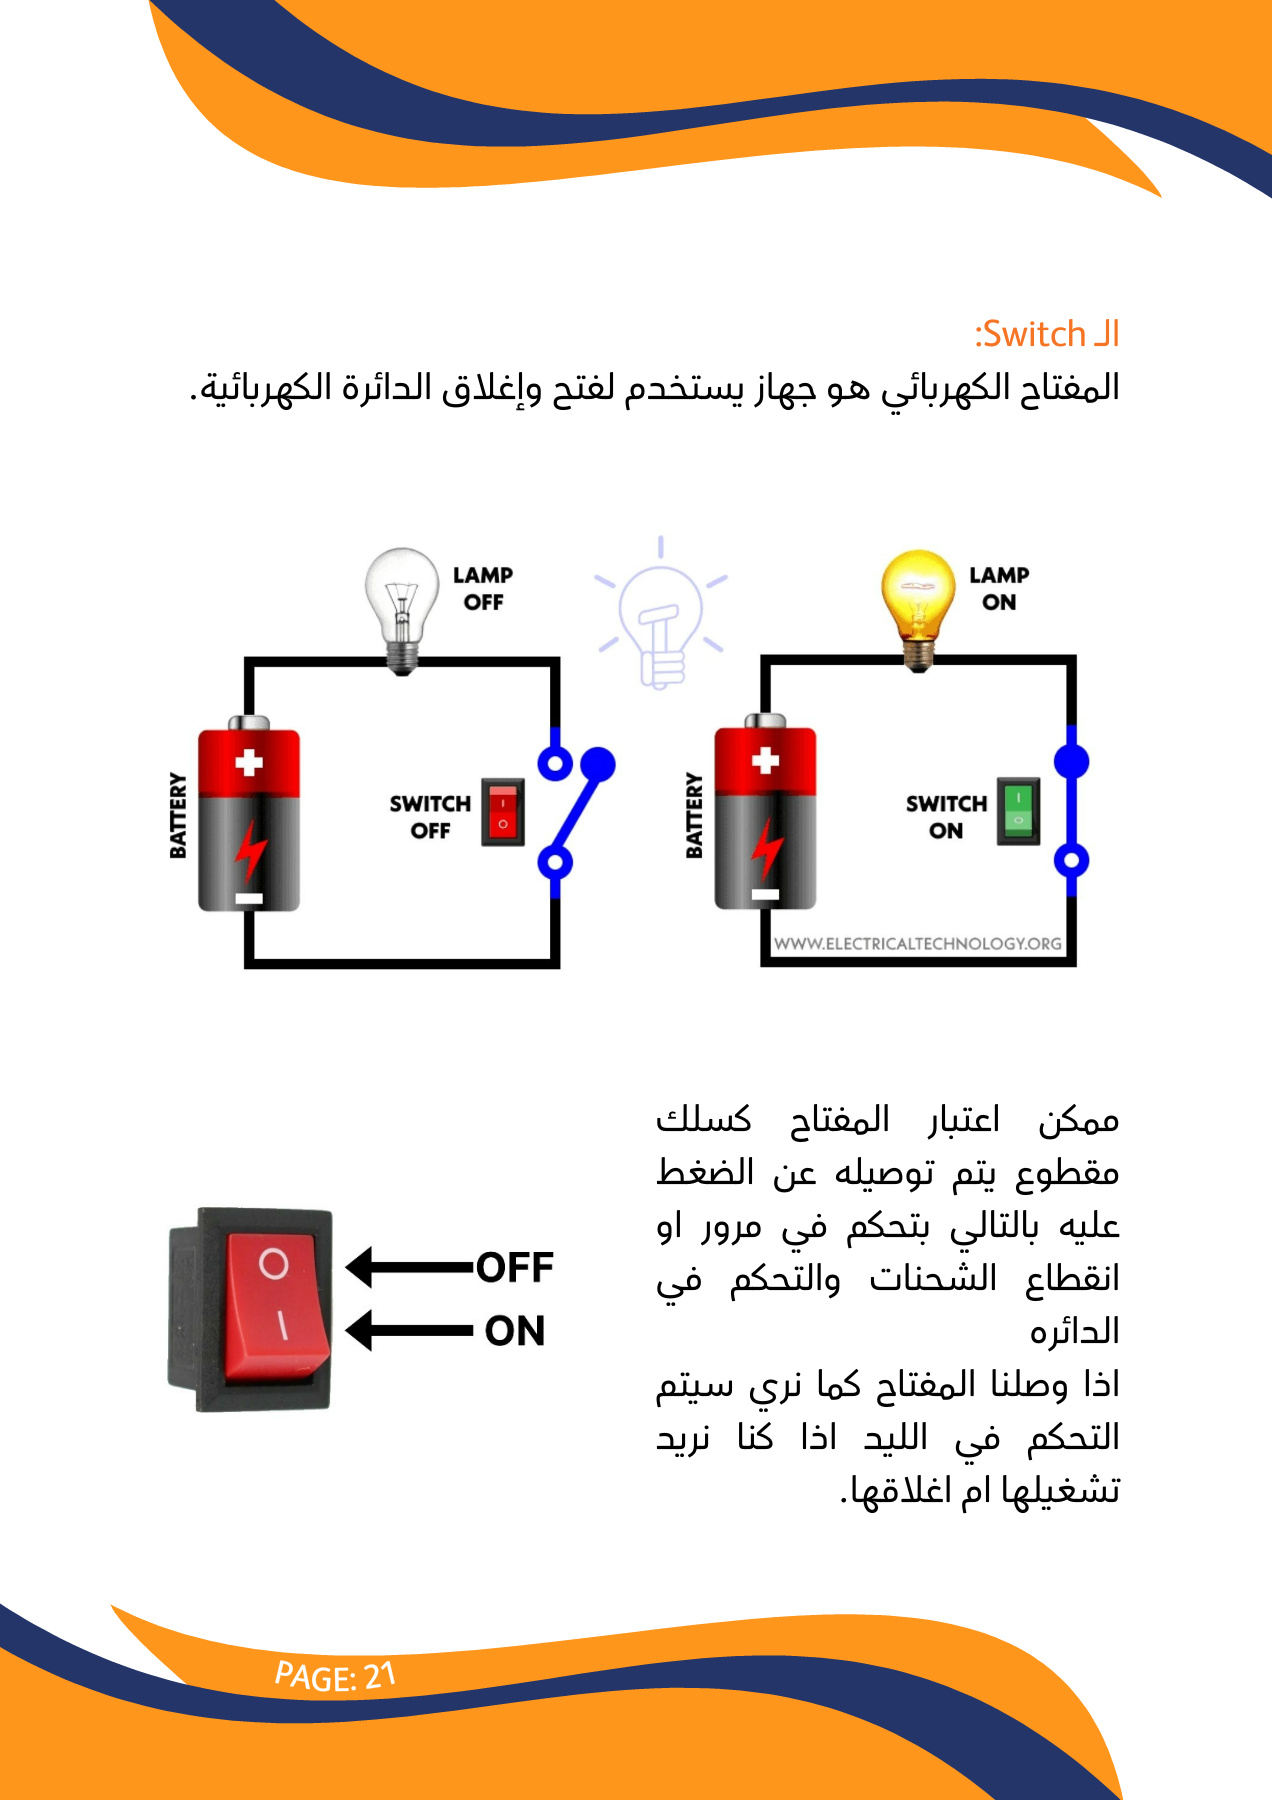 الـ Switch:
المفتاح الكهربائي هو جهاز يستخدم لفتح وإغلاق الدائرة الكهربائية.
LAMP
OFF
LAMP
ON
BATTERY
SWITCH
OFF
BATTERY
SWITCH
ON
WWW.ELECTRICALTECHNOLOGY.ORG
ممكن اعتبار المفتاح كسلك
مقطوع يتم توصيله عن الضغط
عليه بالتالي بتحكم في مرور او
انقطاع الشحنات والتحكم في
الدائره
اذا وصلنا المفتاح كما نري سيتم
التحكم في الليد اذا كنا نريد
تشغيلها ام اغلاقها.
OFF
ON
PAGE: 21